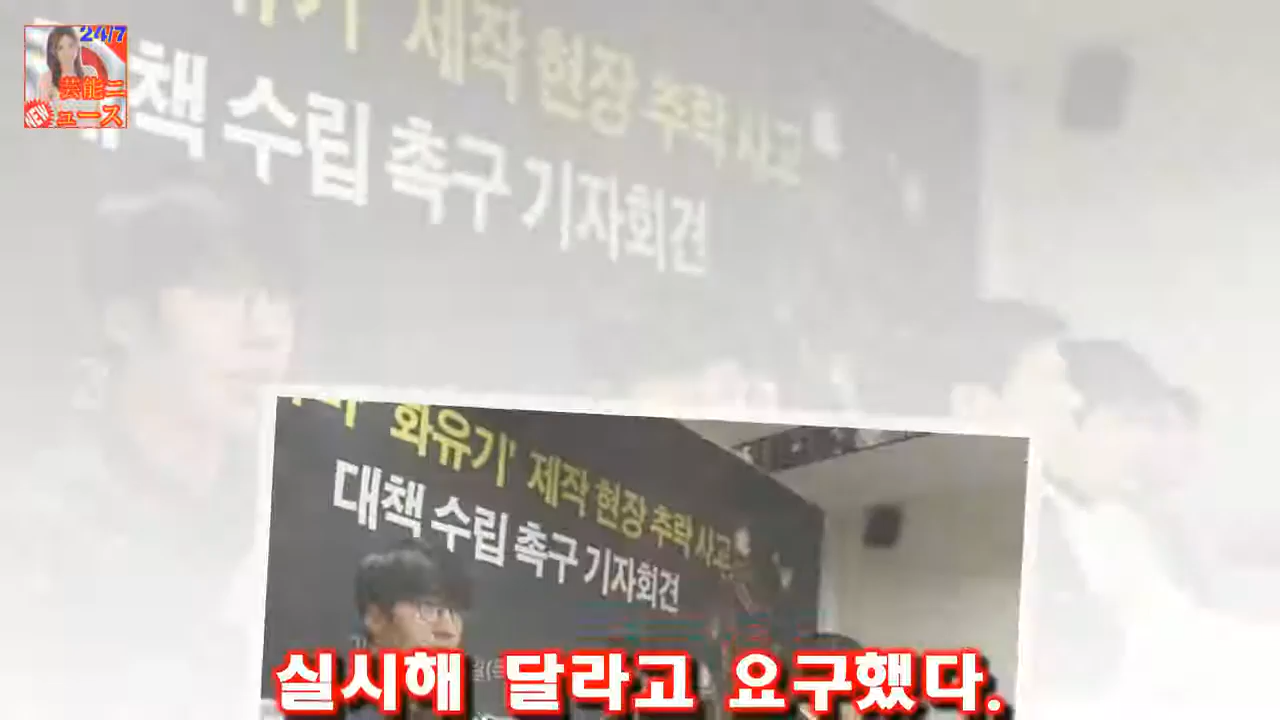 24/7
芸能ニ
ュース
NEW
제작 현장 추락 사고
책 수립 촉구 기자회견
'화유기' 제작 현장 추락 사고
대책 수립 촉구 기자회견
실시해 달라고 요구했다.